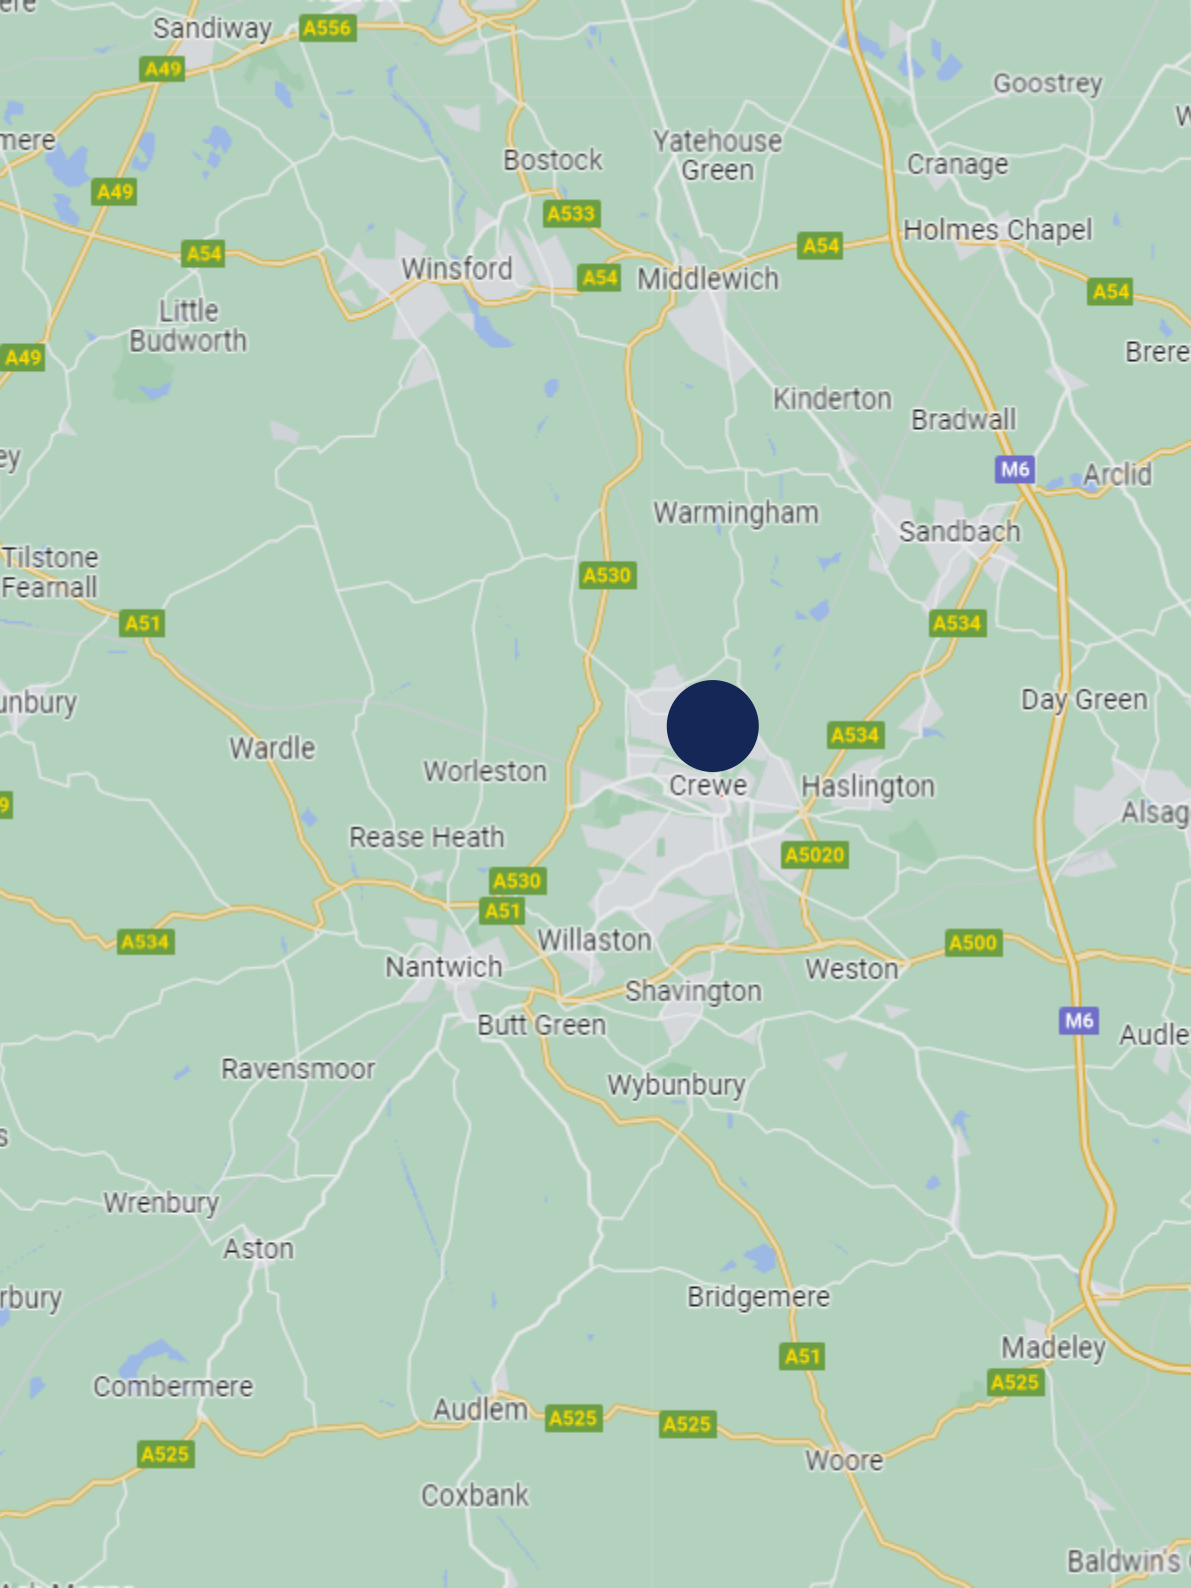 Sandiway
A556
A49
Goostrey
mere
Yatehouse
Green
Bostock
Cranage
A49
A533
Holmes Chapel
A54
A54
Winsford
A54
Middlewich
A54
Little
Budworth
A49
Brere
Kinderton
Bradwall
ey
M6
Arclid
Warmingham
Sandbach
Tilstone
Fearnall
A530
A51
A534
unbury
Day Green
Wardle
A534
Worleston
Crewe
Haslington
9
Alsag
Rease Heath
A5020
A530
A51
A534
Willaston
A500
Nantwich
Weston
Shavington
M6
Butt Green
Audle
Ravensmoor
Wybunbury
s
Wrenbury
Aston
rbury
Bridgemere
Madeley
A51
Combermere
A525
Audlem
A525
A525
A525
Woore
Coxbank
Baldwin's